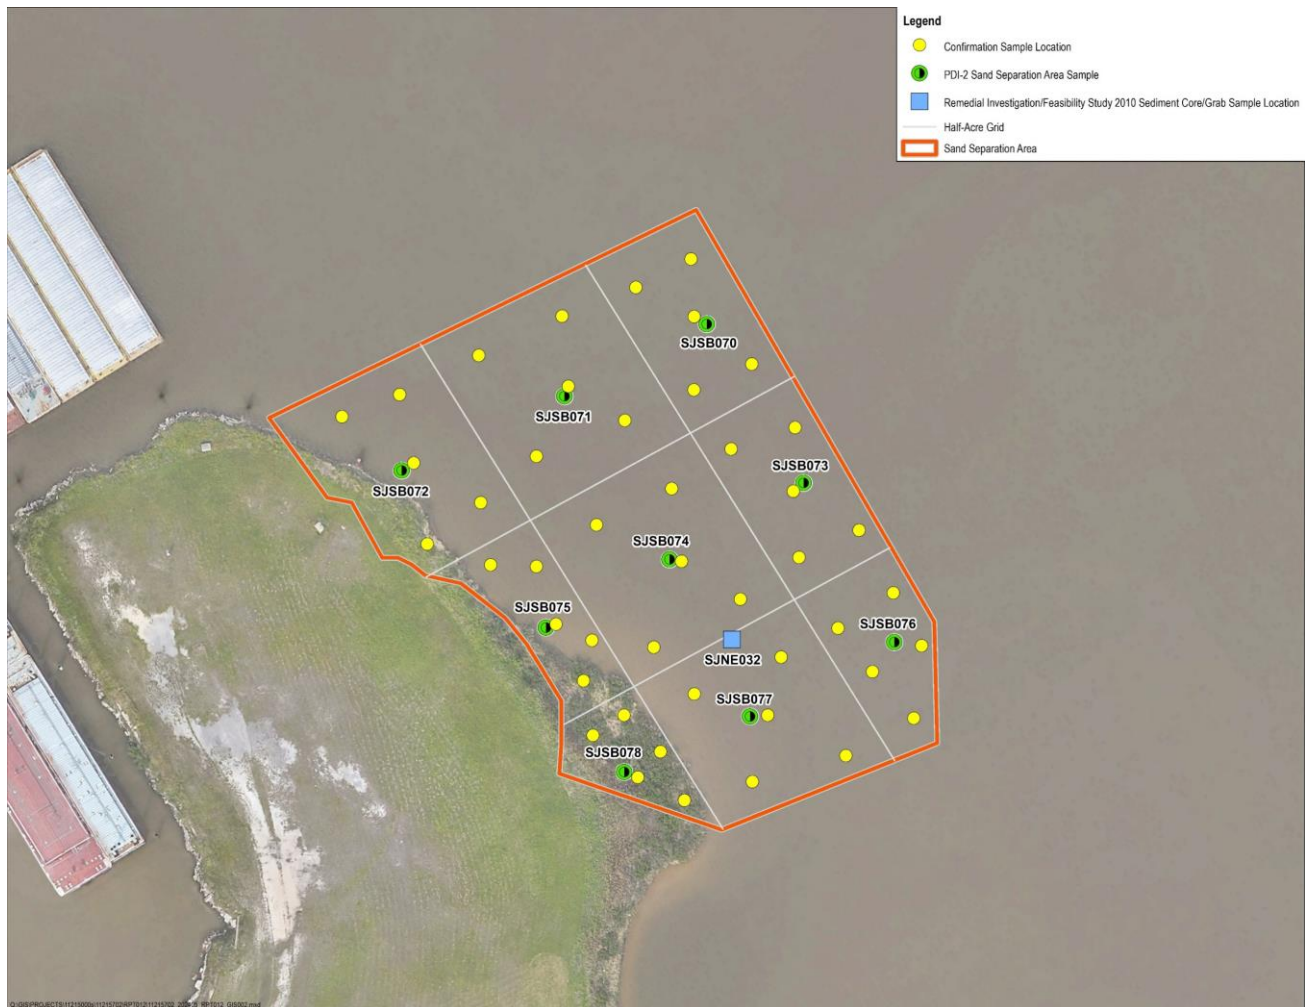 Legend
Confirmation Sample Location
PDI-2 Sand Separation Area Sample
Remedial Investigation/Feasibility Study 2010 Sediment Core/Grab Sample Location
Half-Acre Grid
Sand Separation Area
SJSB070
SJSB071
SJSB072
SJSB073
SJSB074
SJSB075
SJSB076
SJNE032
SJSB077
SJSB078